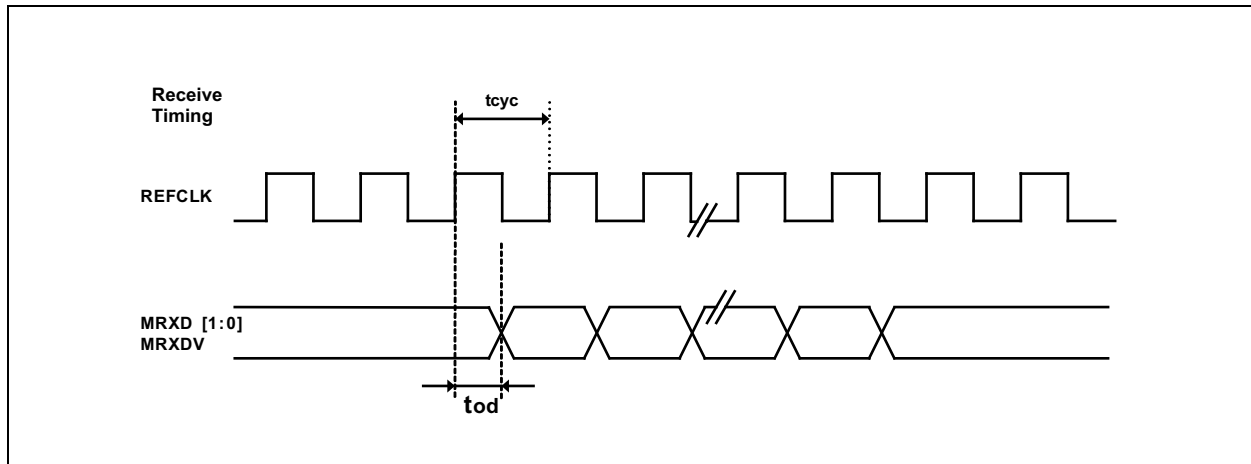 Receive
Timing
tcyc
REFCLK
MRXD [1:0]
MRXDV
tod